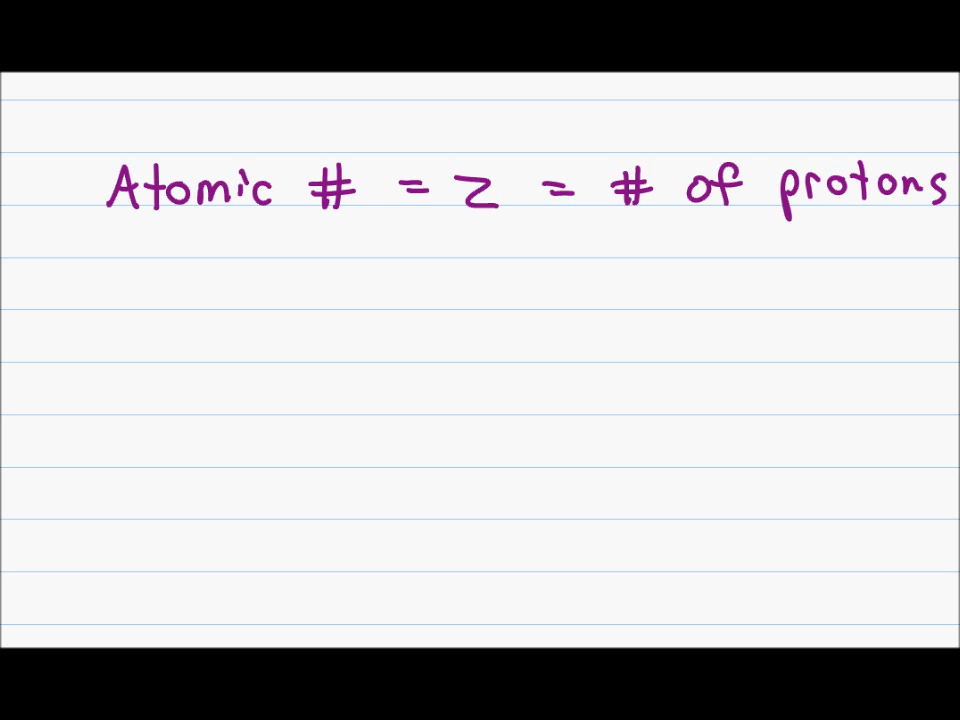 Atomic # = Z = # of protons